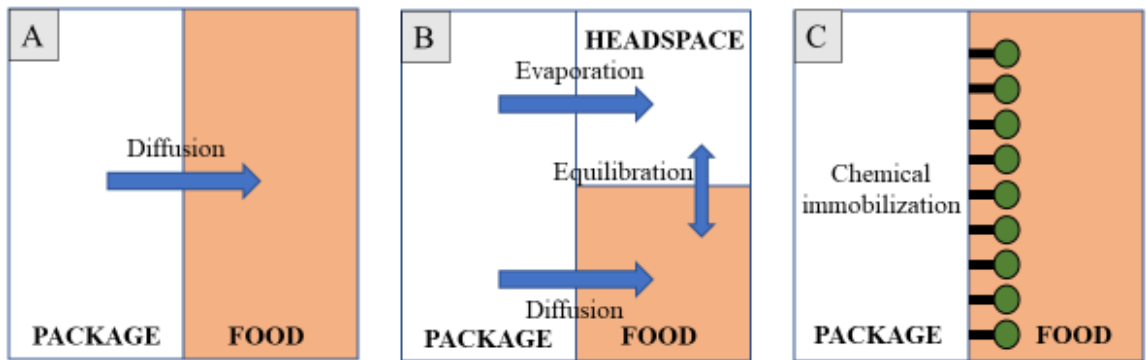 A
Diffusion
PACKAGE
FOOD
B
HEADSPACE
Evaporation
Equilibration
Diffusion
PACKAGE
FOOD
C
Chemical
immobilization
PACKAGE
FOOD